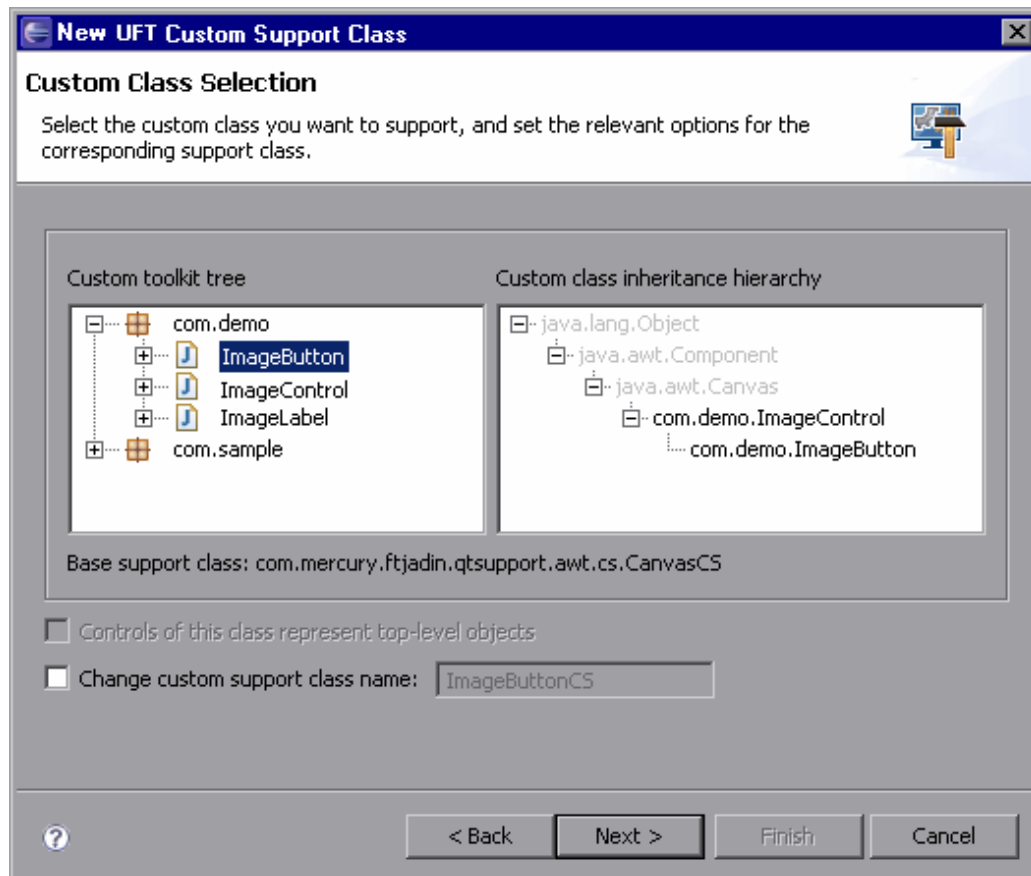 New UFT Custom Support Class
Custom Class Selection
Select the custom class you want to support, and set the relevant options for the
corresponding support class.
Custom toolkit tree
com.demo
ImageButton
ImageControl
ImageLabel
com.sample
Custom class inheritance hierarchy
java.lang.Object
java.awt.Component
java.awt.Canvas
com.demo.ImageControl
com.demo.ImageButton
Base support class: com.mercury.ftjadin.qtsupport.awt.cs.CanvasCS
Controls of this class represent top-level objects
Change custom support class name: ImageButtonCS
< Back Next > Finish Cancel